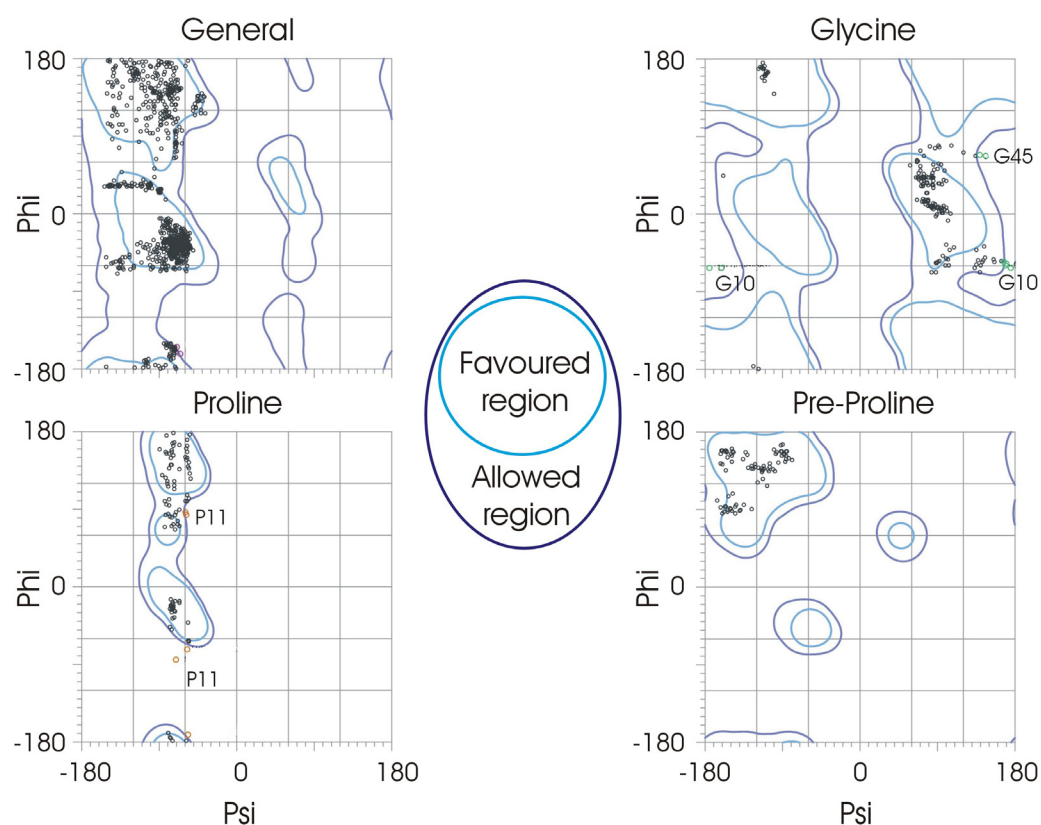 General
180
Phi
0
-180
Glycine
180
Phi
0
-180
G45
G10
G10
Favoured
region
Allowed
region
Proline
180
Phi
0
-180
P11
P11
-180
0
180
Psi
Pre-Proline
180
Phi
0
-180
-180
0
180
Psi